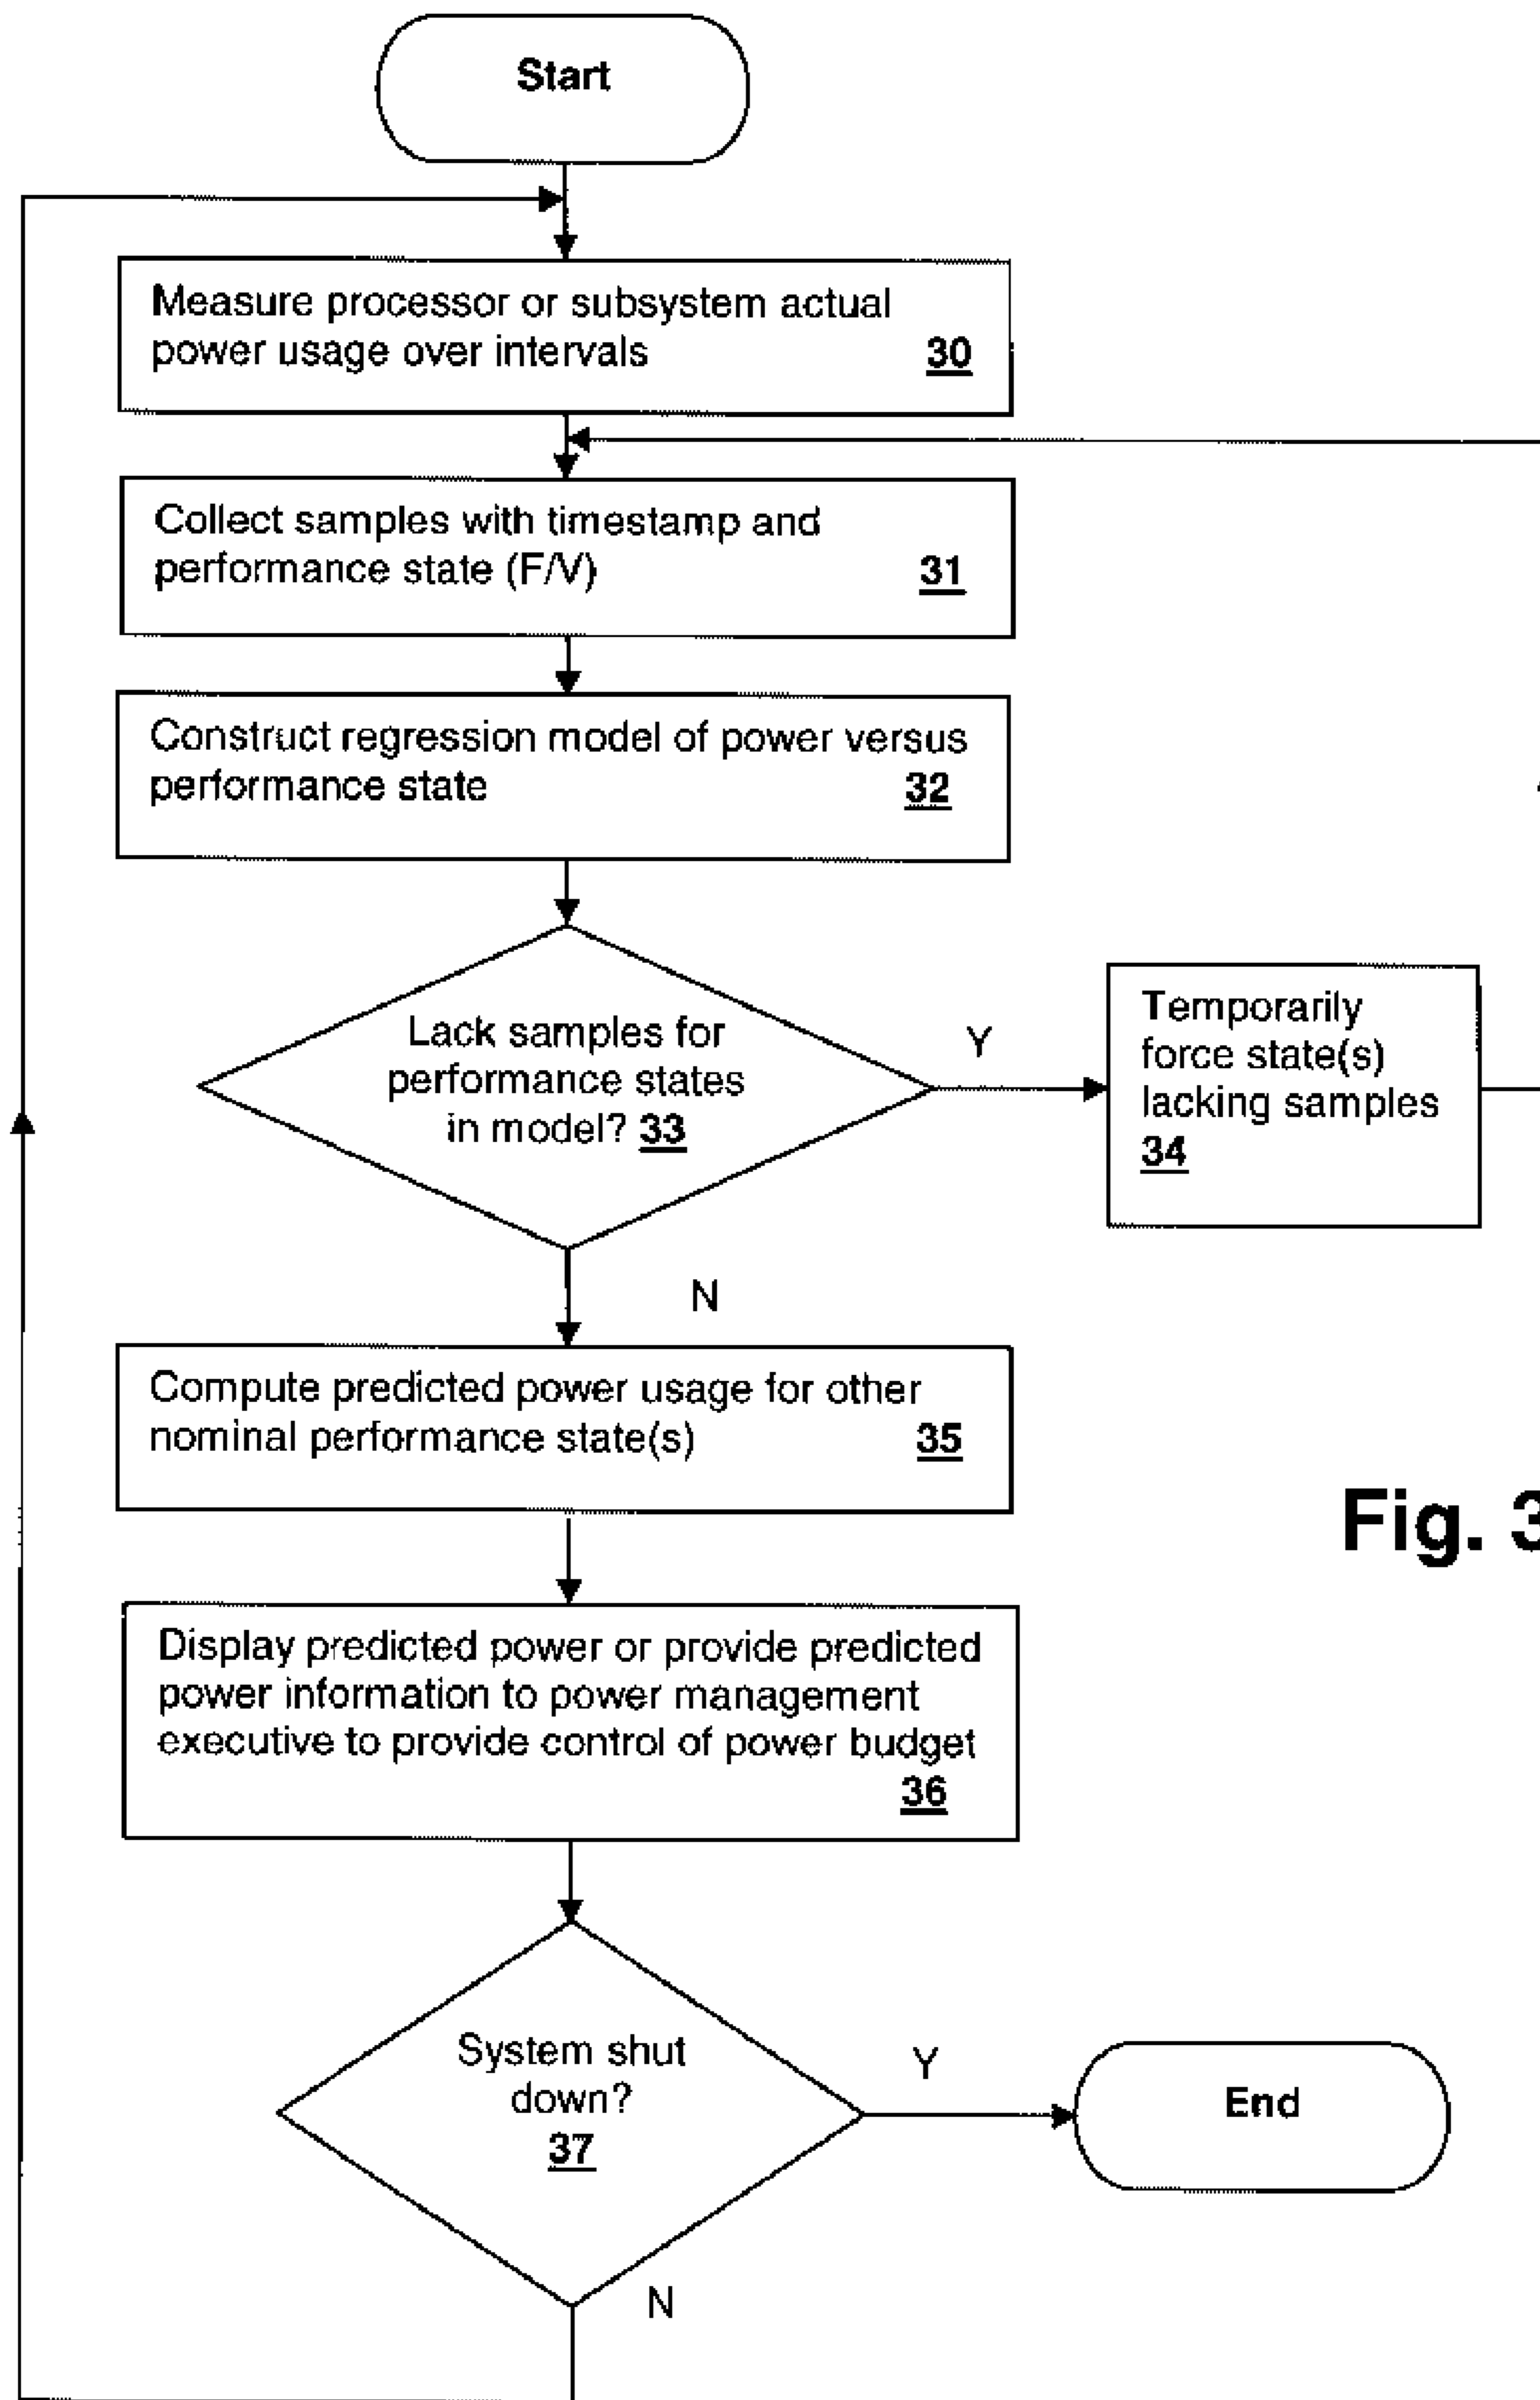 Start
Measure processor or subsystem actual
power usage over intervals 30
Collect samples with timestamp and
performance state (F/V) 31
Construct regression model of power versus
performance state 32
Lack samples for
performance states
in model? 33
Y
Temporarily
force state(s)
lacking samples
34
N
Compute predicted power usage for other
nominal performance state(s) 35
Fig. 3
Display predicted power or provide predicted
power information to power management
executive to provide control of power budget
36
System shut
down?
37
Y
End
N